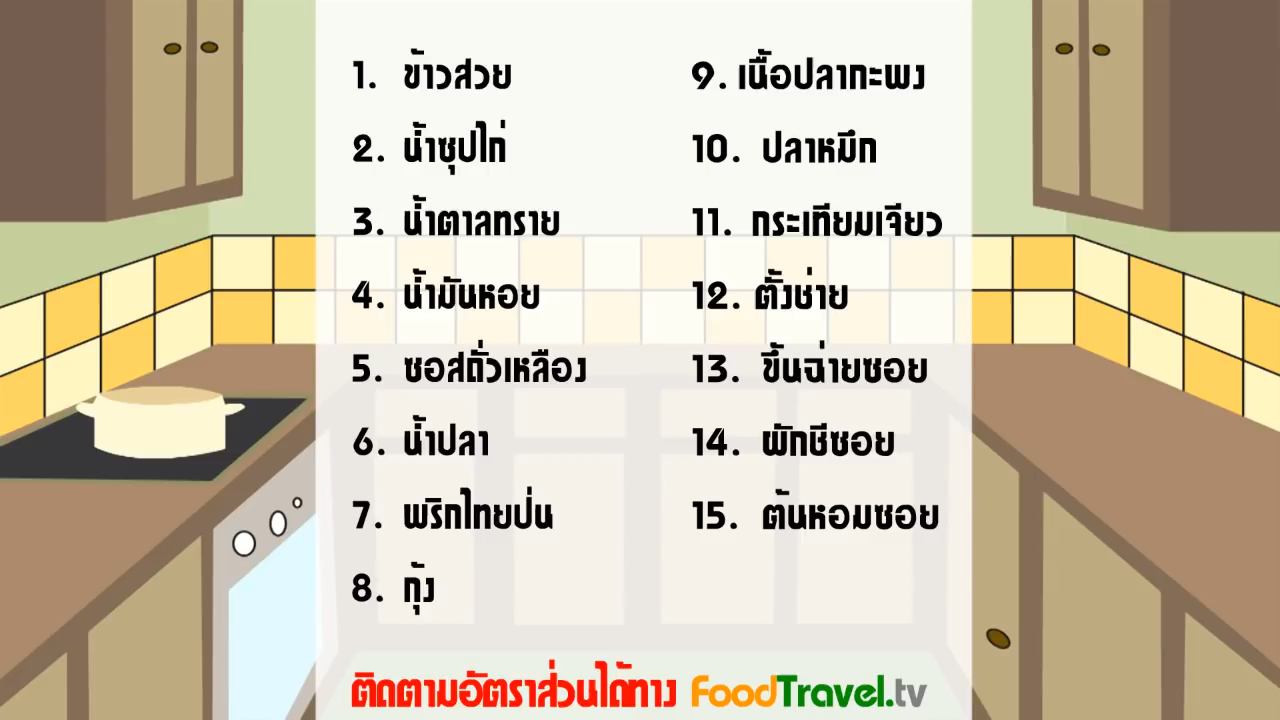 1. ข้าวสวย
2. น้ำซุปไก่
3. น้ำตาลทราย
4. น้ำมันหอย
5. ซอสถั่วเหลือง
6. น้ำปลา
7. พริกไทยป่น
8. กุ้ง
9. เนื้อปลากะพง
10. ปลาหมึก
11. กระเทียมเจียว
12. ตั้งช่าย
13. ขึ้นฉ่ายซอย
14. ผักชีซอย
15. ต้นหอมซอย
ติดตามอัตราส่วนได้ทาง FoodTravel.tv